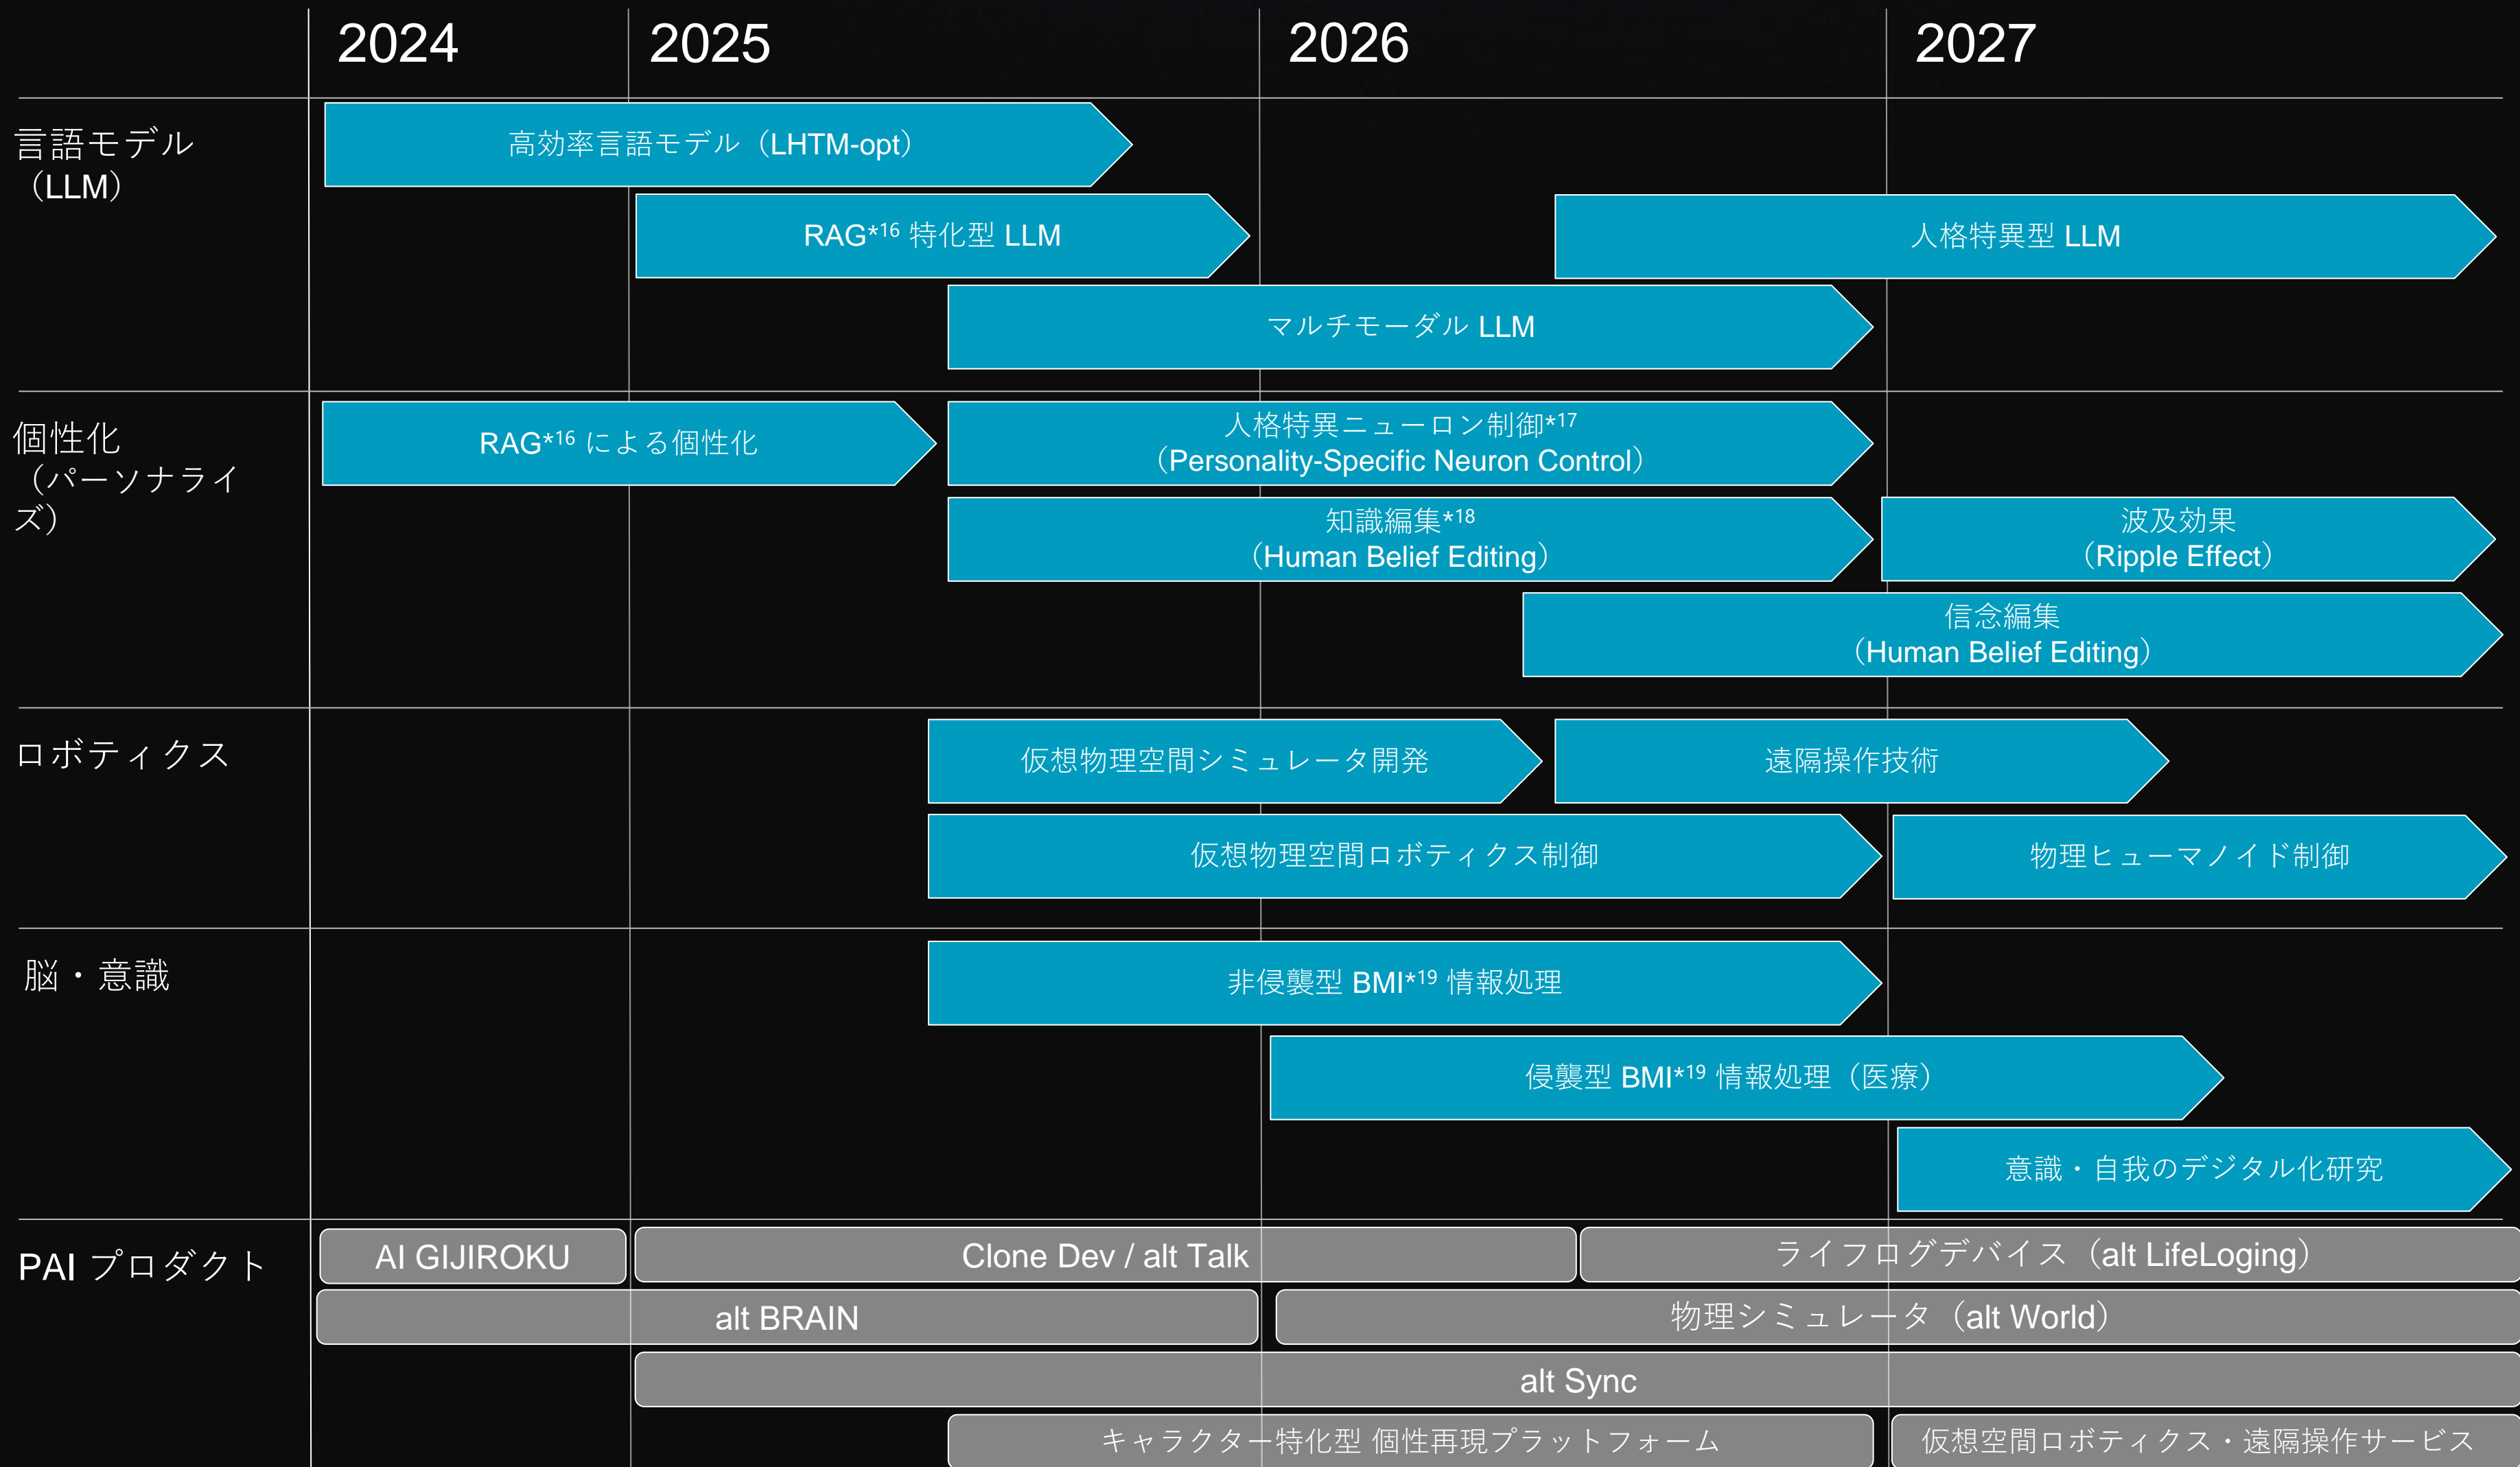 2024
2025
2026
2027
言語モデル
（LLM）
高効率言語モデル（LHTM-opt）
RAG*16 特化型 LLM
人格特異型 LLM
マルチモーダル LLM
個性化
（パーソナライ
ズ）
RAG*16 による個性化
人格特異ニューロン制御*17
（Personality-Specific Neuron Control）
知識編集*18
（Human Belief Editing）
波及効果
（Ripple Effect）
信念編集
（Human Belief Editing）
ロボティクス
仮想物理空間シミュレータ開発
遠隔操作技術
仮想物理空間ロボティクス制御
物理ヒューマノイド制御
脳・意識
非侵襲型 BMI*19 情報処理
侵襲型 BMI*19 情報処理（医療）
意識・自我のデジタル化研究
PAI プロダクト
AI GIJIROKU
Clone Dev / alt Talk
ライフログデバイス（alt LifeLoging）
alt BRAIN
物理シミュレータ（alt World）
alt Sync
キャラクター特化型 個性再現プラットフォーム
仮想空間ロボティクス・遠隔操作サービス